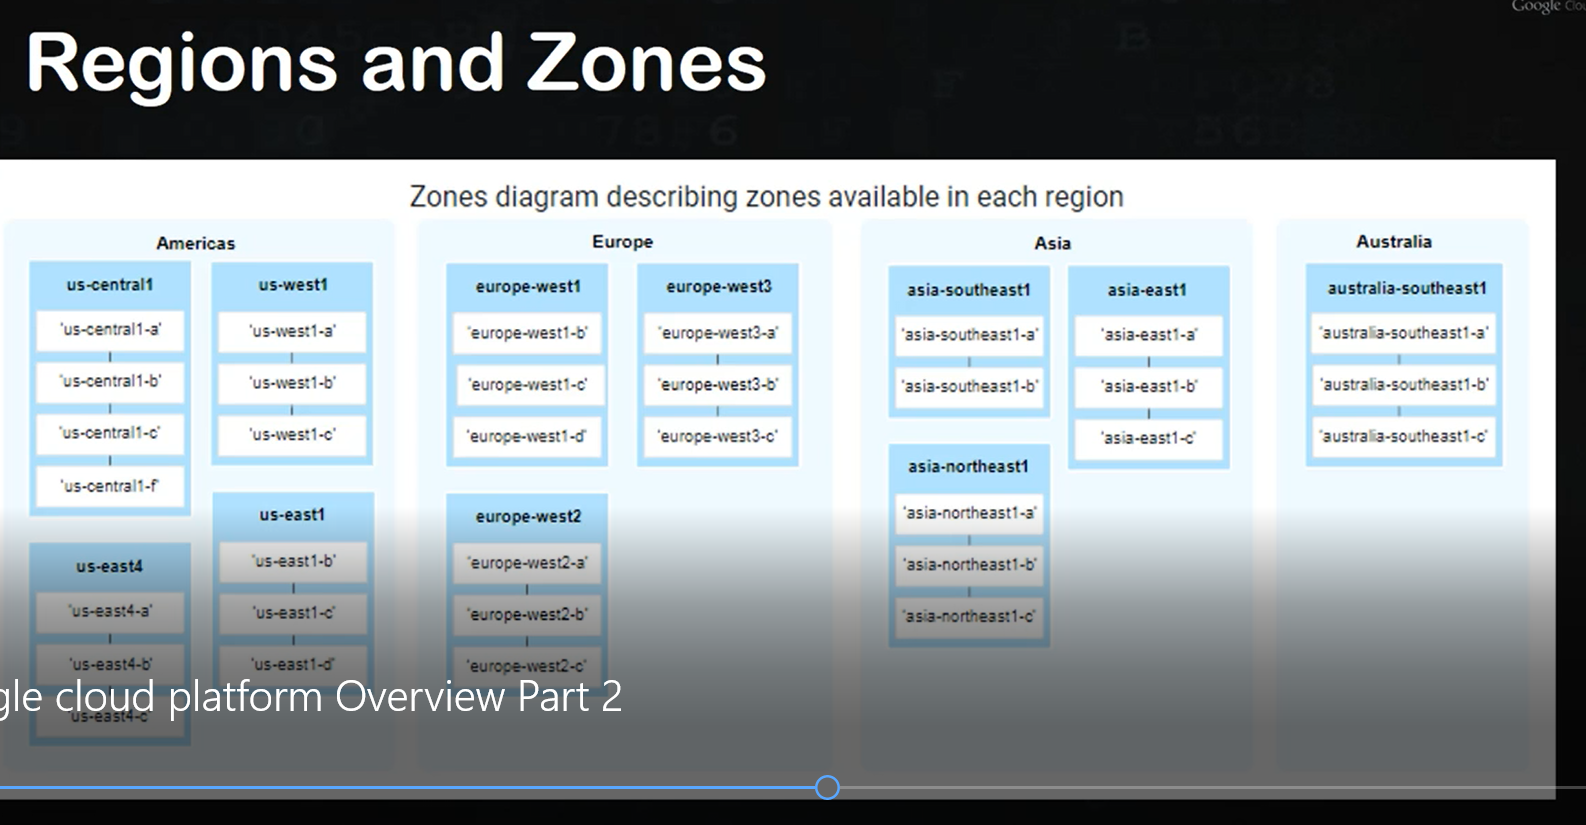 Google Clou
Regions and Zones
Zones diagram describing zones available in each region
Americas
us-central1
'us-central1-a'
'us-central1-b'
'us-central1-c'
'us-central1-f'
us-west1
'us-west1-a'
'us-west1-b'
'us-west1-c'
us-east4
'us-east4-a'
'us-east4-b'
'us-east4-c'
us-east1
'us-east1-b'
'us-east1-c'
'us-east1-d'
Europe
europe-west1
'europe-west1-b'
'europe-west1-c'
'europe-west1-d'
europe-west3
'europe-west3-a'
'europe-west3-b'
'europe-west3-c'
europe-west2
'europe-west2-a'
'europe-west2-b'
'europe-west2-c'
Asia
asia-southeast1
'asia-southeast1-a'
'asia-southeast1-b'
asia-east1
'asia-east1-a'
'asia-east1-b'
'asia-east1-c'
asia-northeast1
'asia-northeast1-a'
'asia-northeast1-b'
'asia-northeast1-c'
Australia
australia-southeast1
'australia-southeast1-a'
'australia-southeast1-b'
'australia-southeast1-c'
gle cloud platform Overview Part 2